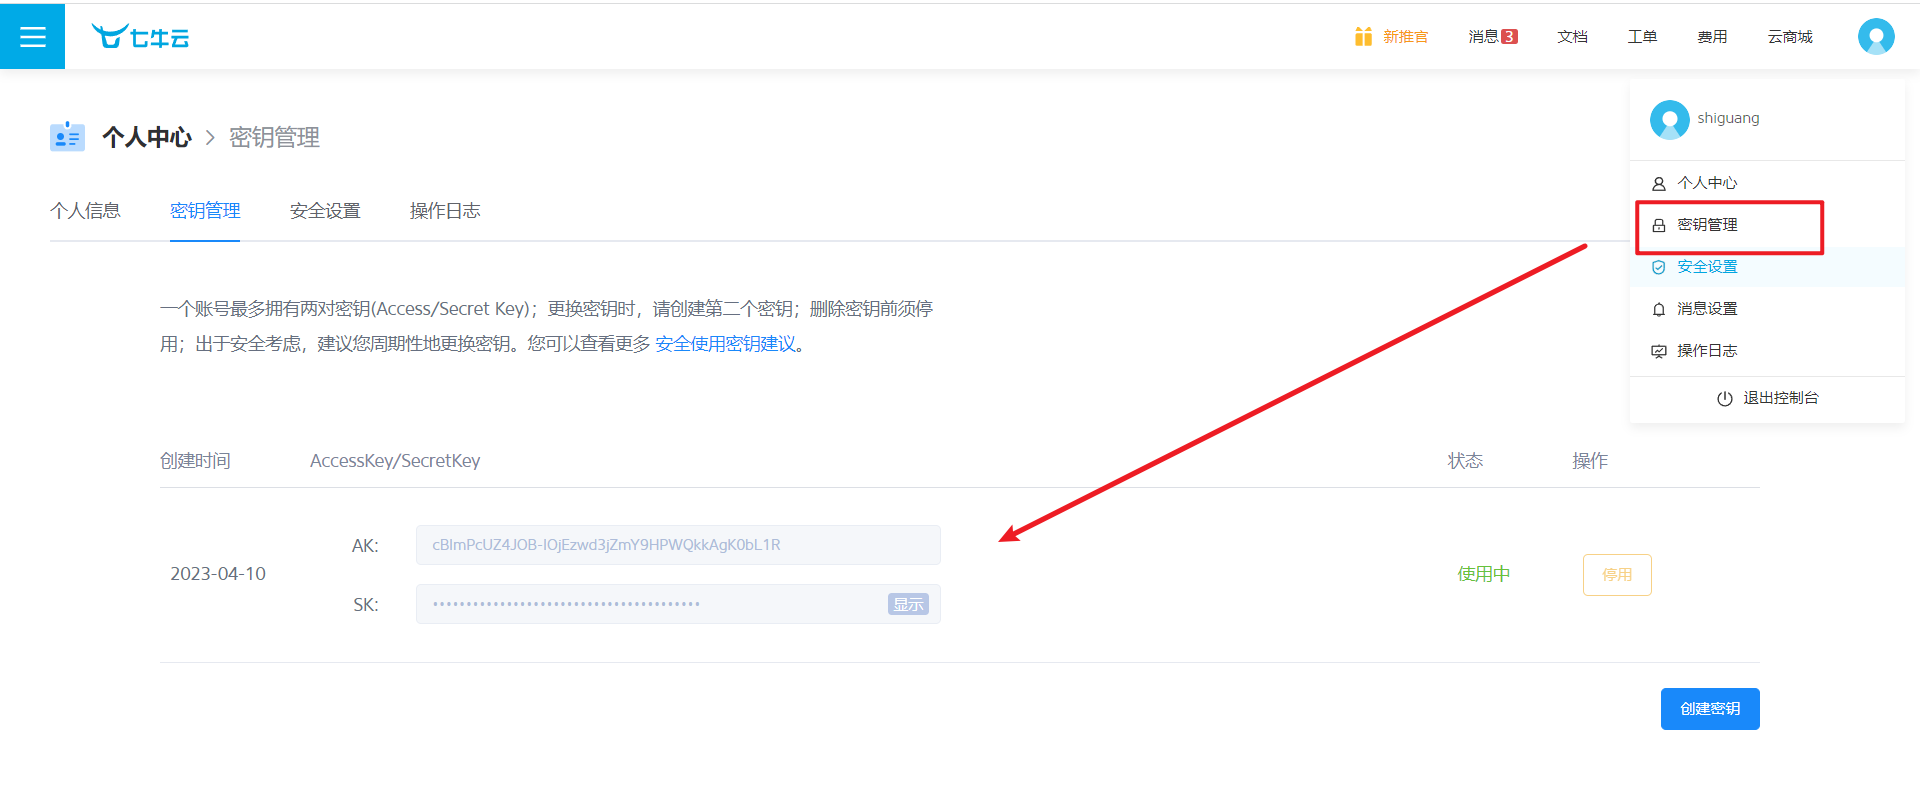 七牛云
新推官
消息 3
文档
工单
费用
云商城
shiguang
个人中心
密钥管理
安全设置
消息设置
操作日志
退出控制台
个人中心 > 密钥管理
个人信息
密钥管理
安全设置
操作日志
一个账号最多拥有两对密钥(Access/Secret Key)；更换密钥时，请创建第二个密钥；删除密钥前须停
用；出于安全考虑，建议您周期性地更换密钥。您可以查看更多 安全使用密钥建议。
创建时间
AccessKey/SecretKey
状态
操作
2023-04-10
AK:
cBImPcUZ4JOB-IOjEzwd3jZmY9HPWQkkAgK0bL1R
SK:
显示
使用中
停用
创建密钥